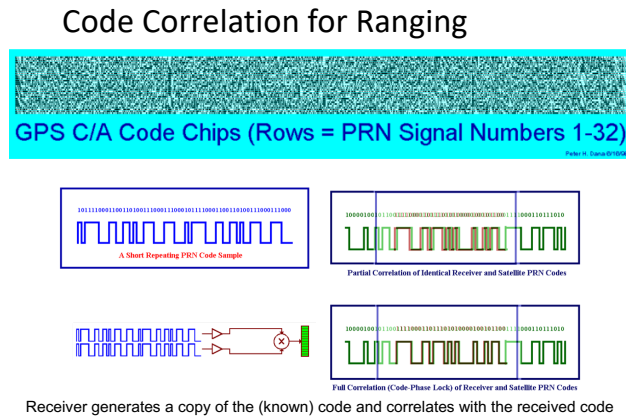 Code Correlation for Ranging
GPS C/A Code Chips (Rows = PRN Signal Numbers 1-32)
Peter H. Dana
A Short Repeating PRN Code Sample
Partial Correlation of Identical Receiver and Satellite PRN Codes
X
Full Correlation (Code-Phase Lock) of Receiver and Satellite PRN Codes
Receiver generates a copy of the (known) code and correlates with the received code